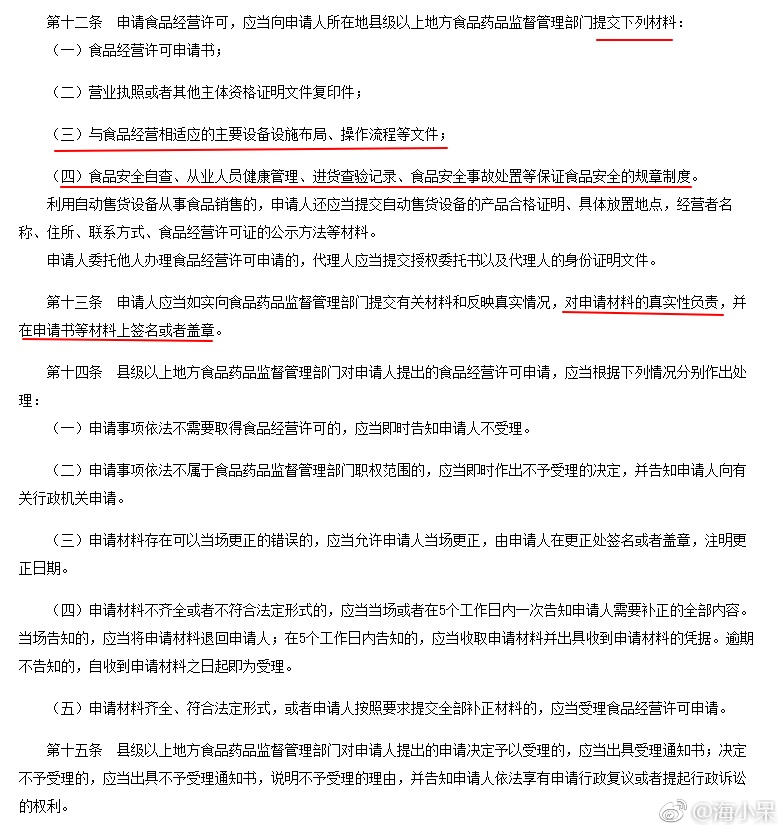 第十二条　申请食品经营许可，应当向申请人所在地县级以上地方食品药品监督管理部门提交下列材料：
（一）食品经营许可申请书；
（二）营业执照或者其他主体资格证明文件复印件；
（三）与食品经营相适应的主要设备设施布局、操作流程等文件；
（四）食品安全自查、从业人员健康管理、进货查验记录、食品安全事故处置等保证食品安全的规章制度。
利用自动售货设备从事食品销售的，申请人还应当提交自动售货设备的产品合格证明、具体放置地点，经营者名
称、住所、联系方式、食品经营许可证的公示方法等材料。
申请人委托他人办理食品经营许可申请的，代理人应当提交授权委托书以及代理人的身份证明文件。
第十三条　申请人应当如实向食品药品监督管理部门提交有关材料和反映真实情况，对申请材料的真实性负责，并
在申请书等材料上签名或者盖章。
第十四条　县级以上地方食品药品监督管理部门对申请人提出的食品经营许可申请，应当根据下列情况分别作出处
理：
（一）申请事项依法不需要取得食品经营许可的，应当即时告知申请人不受理。
（二）申请事项依法不属于食品药品监督管理部门职权范围的，应当即时作出不予受理的决定，并告知申请人向有
关行政机关申请。
（三）申请材料存在可以当场更正的错误的，应当允许申请人当场更正，由申请人在更正处签名或者盖章，注明更
正日期。
（四）申请材料不齐全或者不符合法定形式的，应当当场或者在5个工作日内一次告知申请人需要补正的全部内容。
当场告知的，应当将申请材料退回申请人；在5个工作日内告知的，应当收取申请材料并出具收到申请材料的凭据。逾期
不告知的，自收到申请材料之日起即为受理。
（五）申请材料齐全、符合法定形式，或者申请人按照要求提交全部补正材料的，应当受理食品经营许可申请。
第十五条　县级以上地方食品药品监督管理部门对申请人提出的申请决定予以受理的，应当出具受理通知书；决定
不予受理的，应当出具不予受理通知书，说明不予受理的理由，并告知申请人依法享有申请行政复议或者提起行政诉讼
的权利。
@海小呆